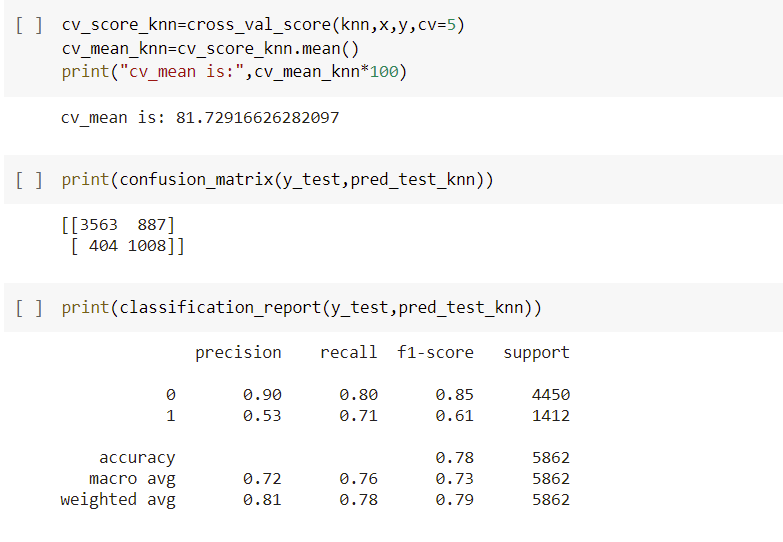 [ ] cv_score_knn=cross_val_score(knn,x,y,cv=5)
cv_mean_knn=cv_score_knn.mean()
print("cv_mean is:",cv_mean_knn*100)
cv_mean is: 81.72916626282097
[ ] print(confusion_matrix(y_test,pred_test_knn))
[[3563  887]
 [ 404 1008]]
[ ] print(classification_report(y_test,pred_test_knn))
              precision    recall  f1-score   support
           0       0.90      0.80      0.85      4450
           1       0.53      0.71      0.61      1412
    accuracy                           0.78      5862
   macro avg       0.72      0.76      0.73      5862
weighted avg       0.81      0.78      0.79      5862